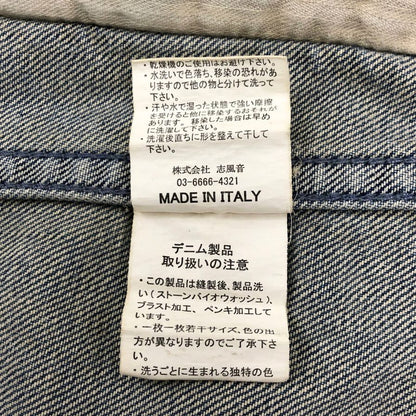 乾燥機のご使用はお避け下さい。
・水洗いで色落ち、移染の恐れがあり
ますので他の物と分けて洗って下さい。
・汗や水で湿った状態で強い摩擦
を受けると他に移染する恐れが
あります。移染した場合は早め
に洗濯して下さい。
・洗濯後直ちに形を整えて干して
下さい。
株式会社 志風音
03-6666-4321
MADE IN ITALY
デニム製品
取り扱いの注意
・この製品は縫製後、製品洗
い(ストーンバイオウォッシュ)、
ブラスト加工、ペンキ加工して
います。
・一枚一枚若干サイズ、色の
方が異なりますのでご了承下さ
い。
・洗うごとに生まれる独特の色